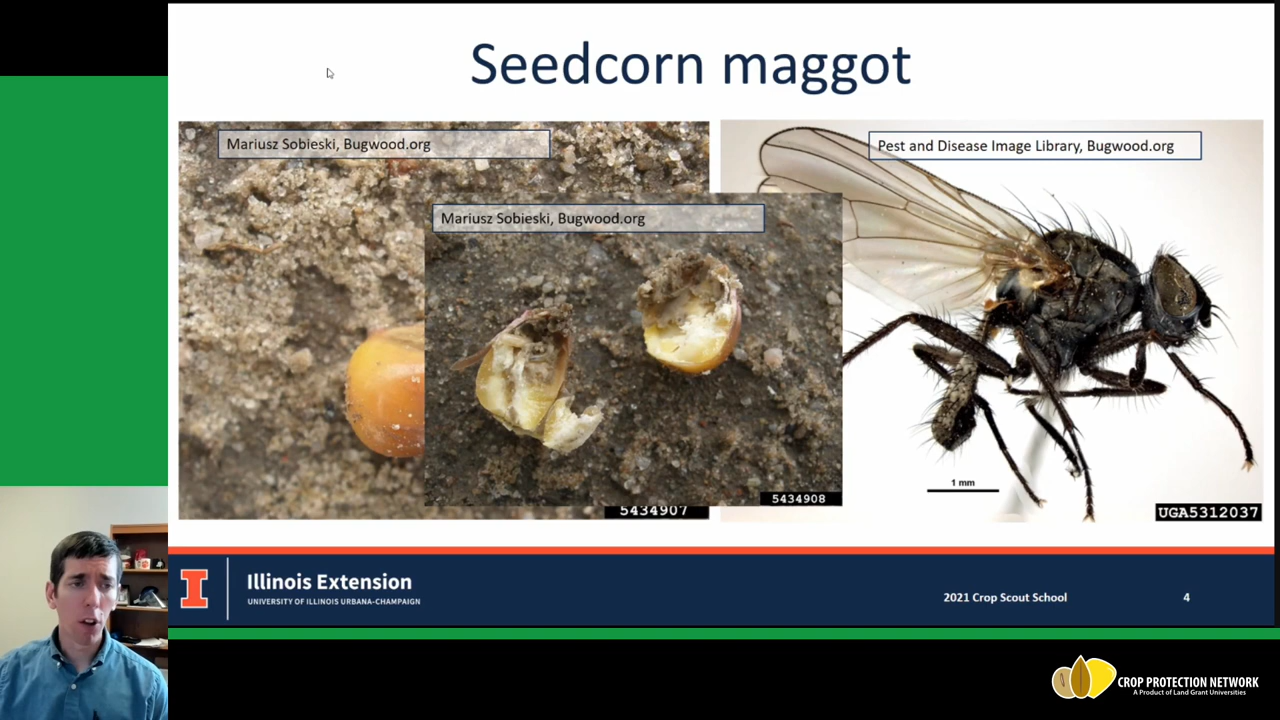 Seedcorn maggot
Mariusz Sobieski, Bugwood.org
Pest and Disease Image Library, Bugwood.org
Mariusz Sobieski, Bugwood.org
1 mm
5434908
5434907
UGA5312037
I
Illinois Extension
UNIVERSITY OF ILLINOIS URBANA-CHAMPAIGN
2021 Crop Scout School
4
CROP PROTECTION NETWORK
A Product of Land Grant Universities